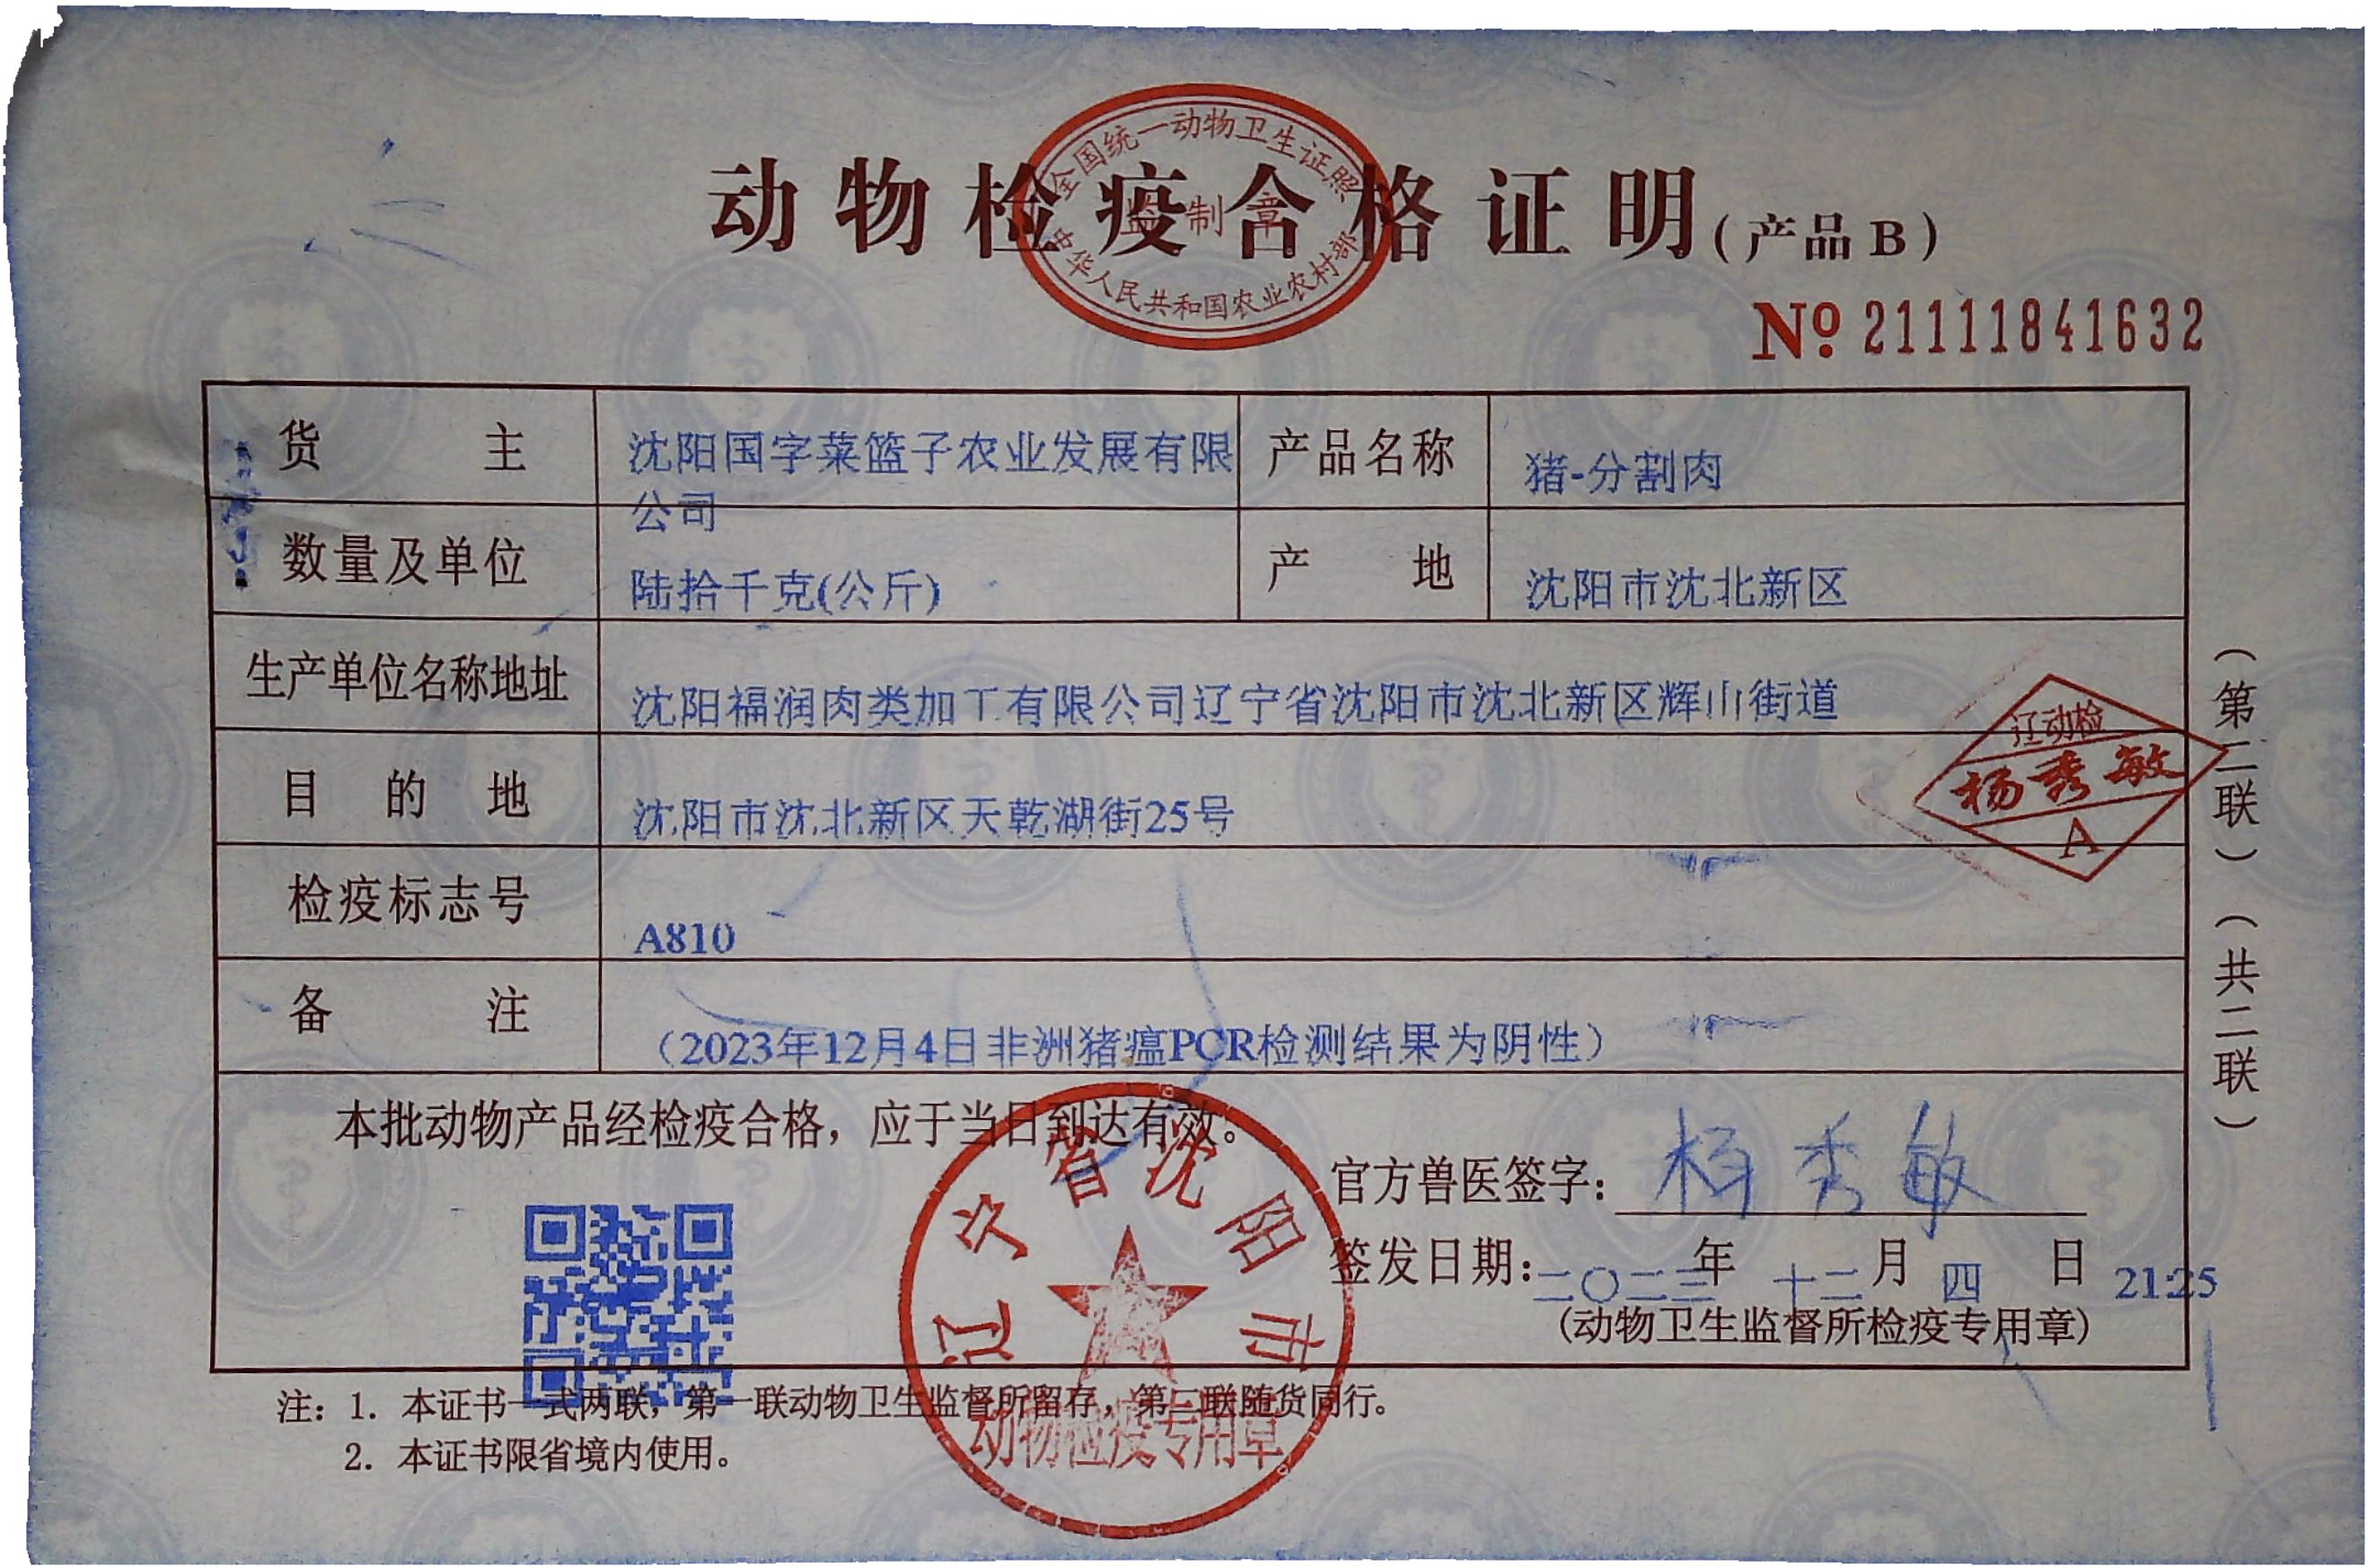 动物检疫合格证明(产品B)
全国统一动物卫生证照
监制章
中华人民共和国农业农村部
№ 21111841632
货主 沈阳国字菜篮子农业发展有限公司 产品名称 猪-分割肉
数量及单位 陆拾千克(公斤) 产地 沈阳市沈北新区
生产单位名称地址 沈阳福润肉类加工有限公司辽宁省沈阳市沈北新区辉山街道
目的地 沈阳市沈北新区天乾湖街25号
检疫标志号 A810
备注 （2023年12月4日非洲猪瘟PCR检测结果为阴性）
辽动检
杨秀敏
A
（第二联）（共二联）
本批动物产品经检疫合格，应于当日到达有效。
官方兽医签字：杨秀敏
签发日期：二〇二三年十二月四日 21:25
(动物卫生监督所检疫专用章)
辽宁省沈阳市
动物检疫专用章
注：1. 本证书一式两联，第一联动物卫生监督所留存，第二联随货同行。
2. 本证书限省境内使用。